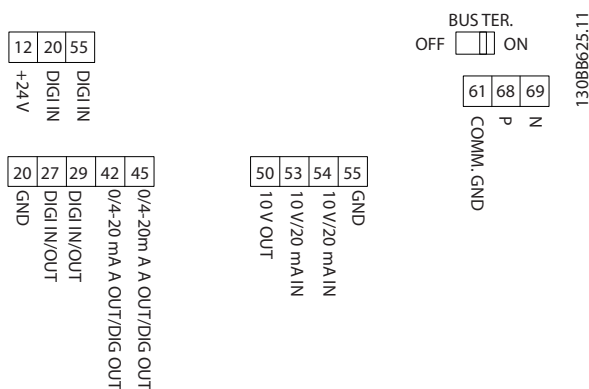 BUS TER.
OFF ON
130BB625.11
12 20 55
+24 V
DIGI IN
DIGI IN
61 68 69
COMM. GND
P
N
20 27 29 42 45
GND
DIGI IN/OUT
DIGI IN/OUT
0/4-20 mA A OUT/DIG OUT
0/4-20m A A OUT/DIG OUT
50 53 54 55
10 V OUT
10 V/20 mA IN
10 V/20 mA IN
GND